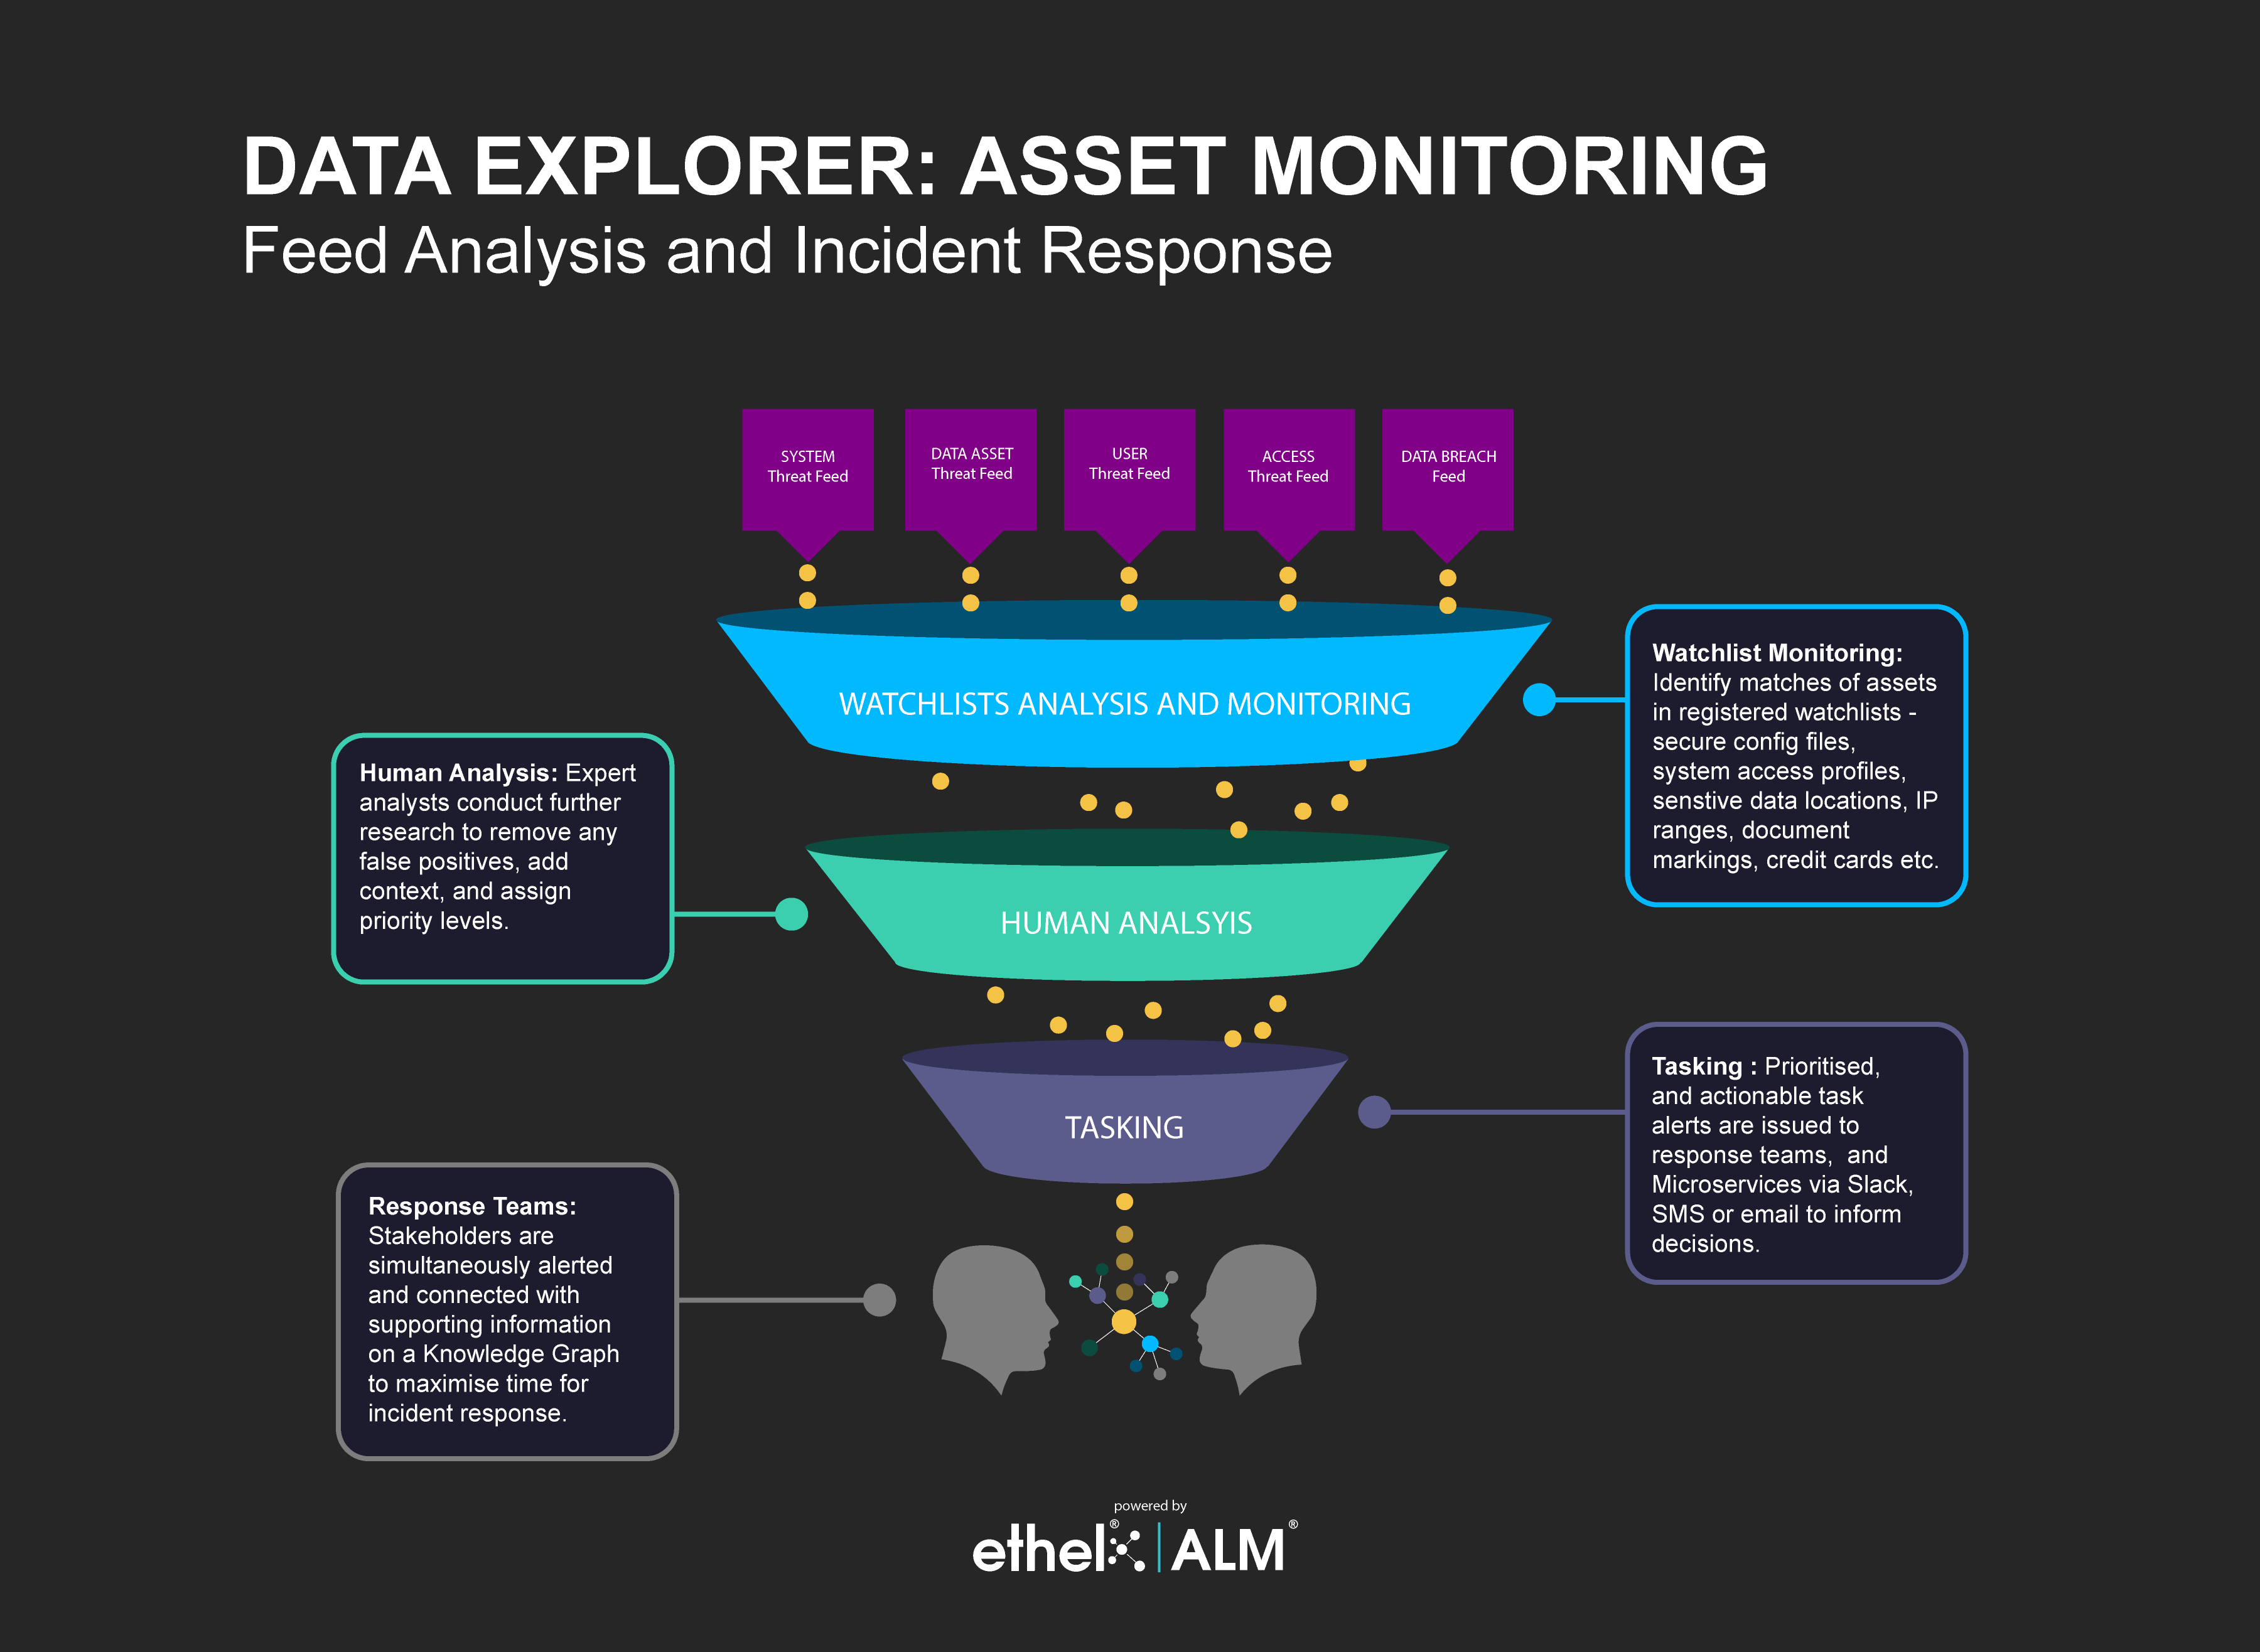 DATA EXPLORER: ASSET MONITORING
Feed Analysis and Incident Response
SYSTEM
Threat Feed
DATA ASSET
Threat Feed
USER
Threat Feed
ACCESS
Threat Feed
DATA BREACH
Feed
WATCHLISTS ANALYSIS AND MONITORING
Watchlist Monitoring:
Identify matches of assets
in registered watchlists -
secure config files,
system access profiles,
senstive data locations, IP
ranges, document
markings, credit cards etc.
Human Analysis: Expert
analysts conduct further
research to remove any
false positives, add
context, and assign
priority levels.
HUMAN ANALSYIS
TASKING
Tasking : Prioritised,
and actionable task
alerts are issued to
response teams,  and
Microservices via Slack,
SMS or email to inform
decisions.
Response Teams:
Stakeholders are
simultaneously alerted
and connected with
supporting information
on a Knowledge Graph
to maximise time for
incident response.
powered by
ethel® | ALM®